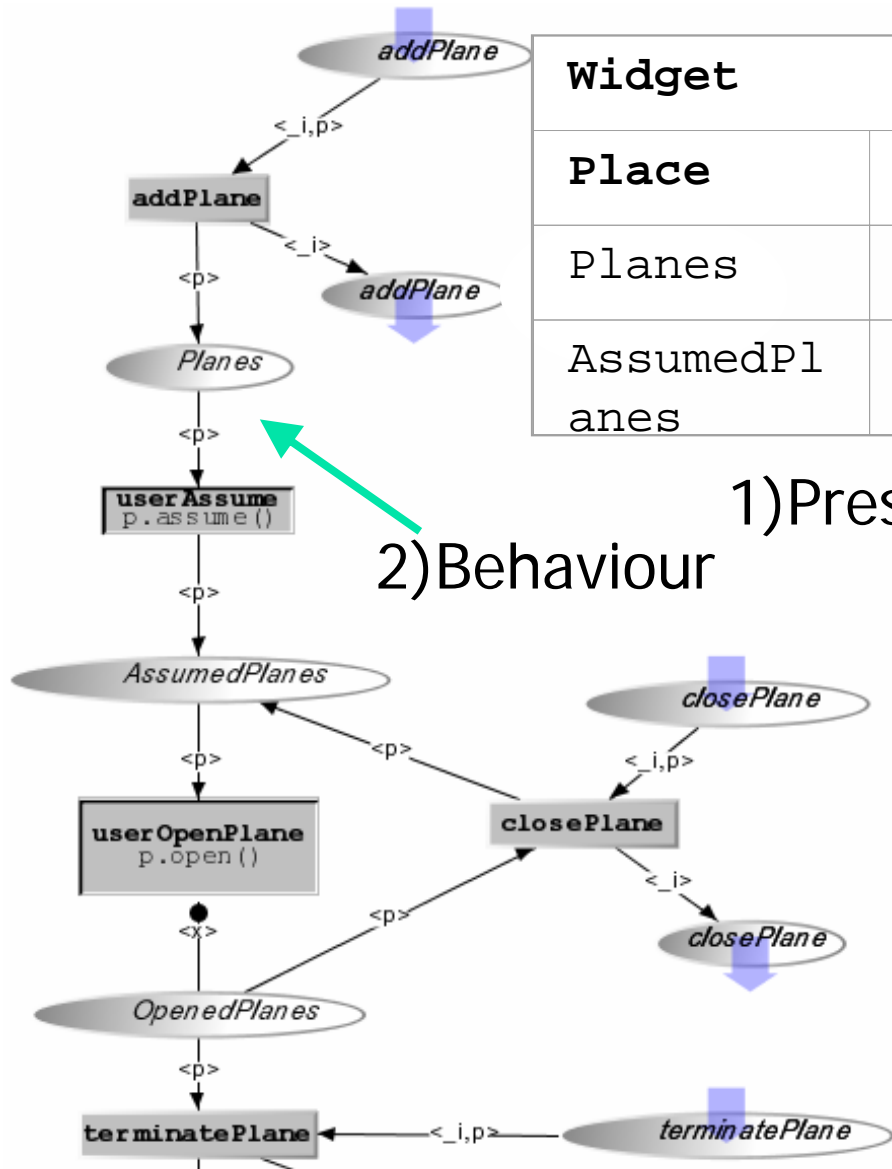 addPlane
<_i,p>
addPlane
<_i>
<p>
addPlane
Planes
<p>
userAssume
p.assume()
<p>
AssumedPlanes
<p>
userOpenPlane
p.open()
<x>
OpenedPlanes
<p>
terminatePlane
<_i,p>
terminatePlane
<p>
closePlane
<_i,p>
closePlane
<_i>
closePlane
<p>
Widget
Place
Planes
AssumedPl
anes
1)Pres
2)Behaviour